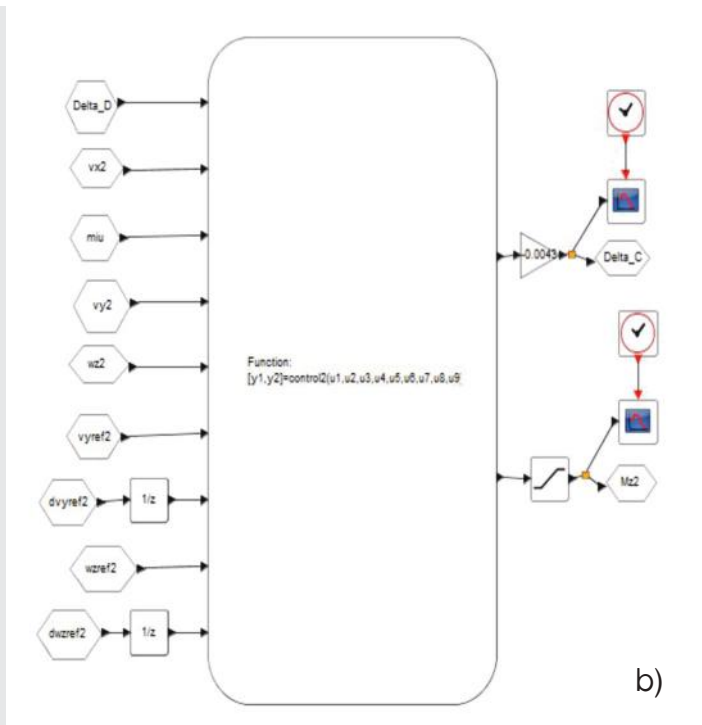 Delta_D
vx2
miu
vy2
wz2
vyref2
dvyref2
1/z
wzref2
dwzref2
1/z
Function:
[y1,y2]=control2(u1,u2,u3,u4,u5,u6,u7,u8,u9)
-0.0043
Delta_C
Mz2
b)